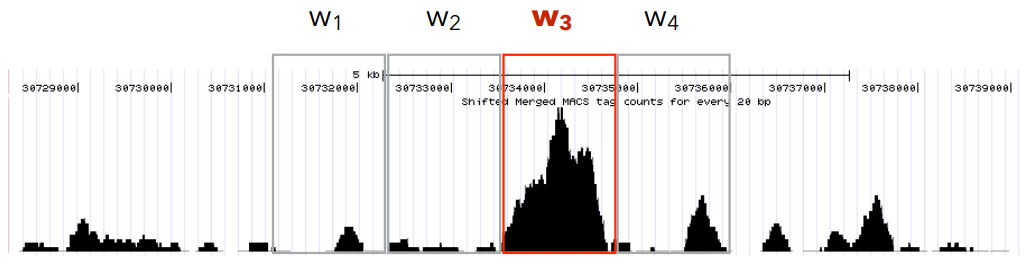 W1 W2 W3 W4
5 kb
30729000 30730000 30731000 30732000 30733000 30734000 30735000 30736000 30737000 30738000 30739000
Shifted Merged MACS tag counts for every 20 bp